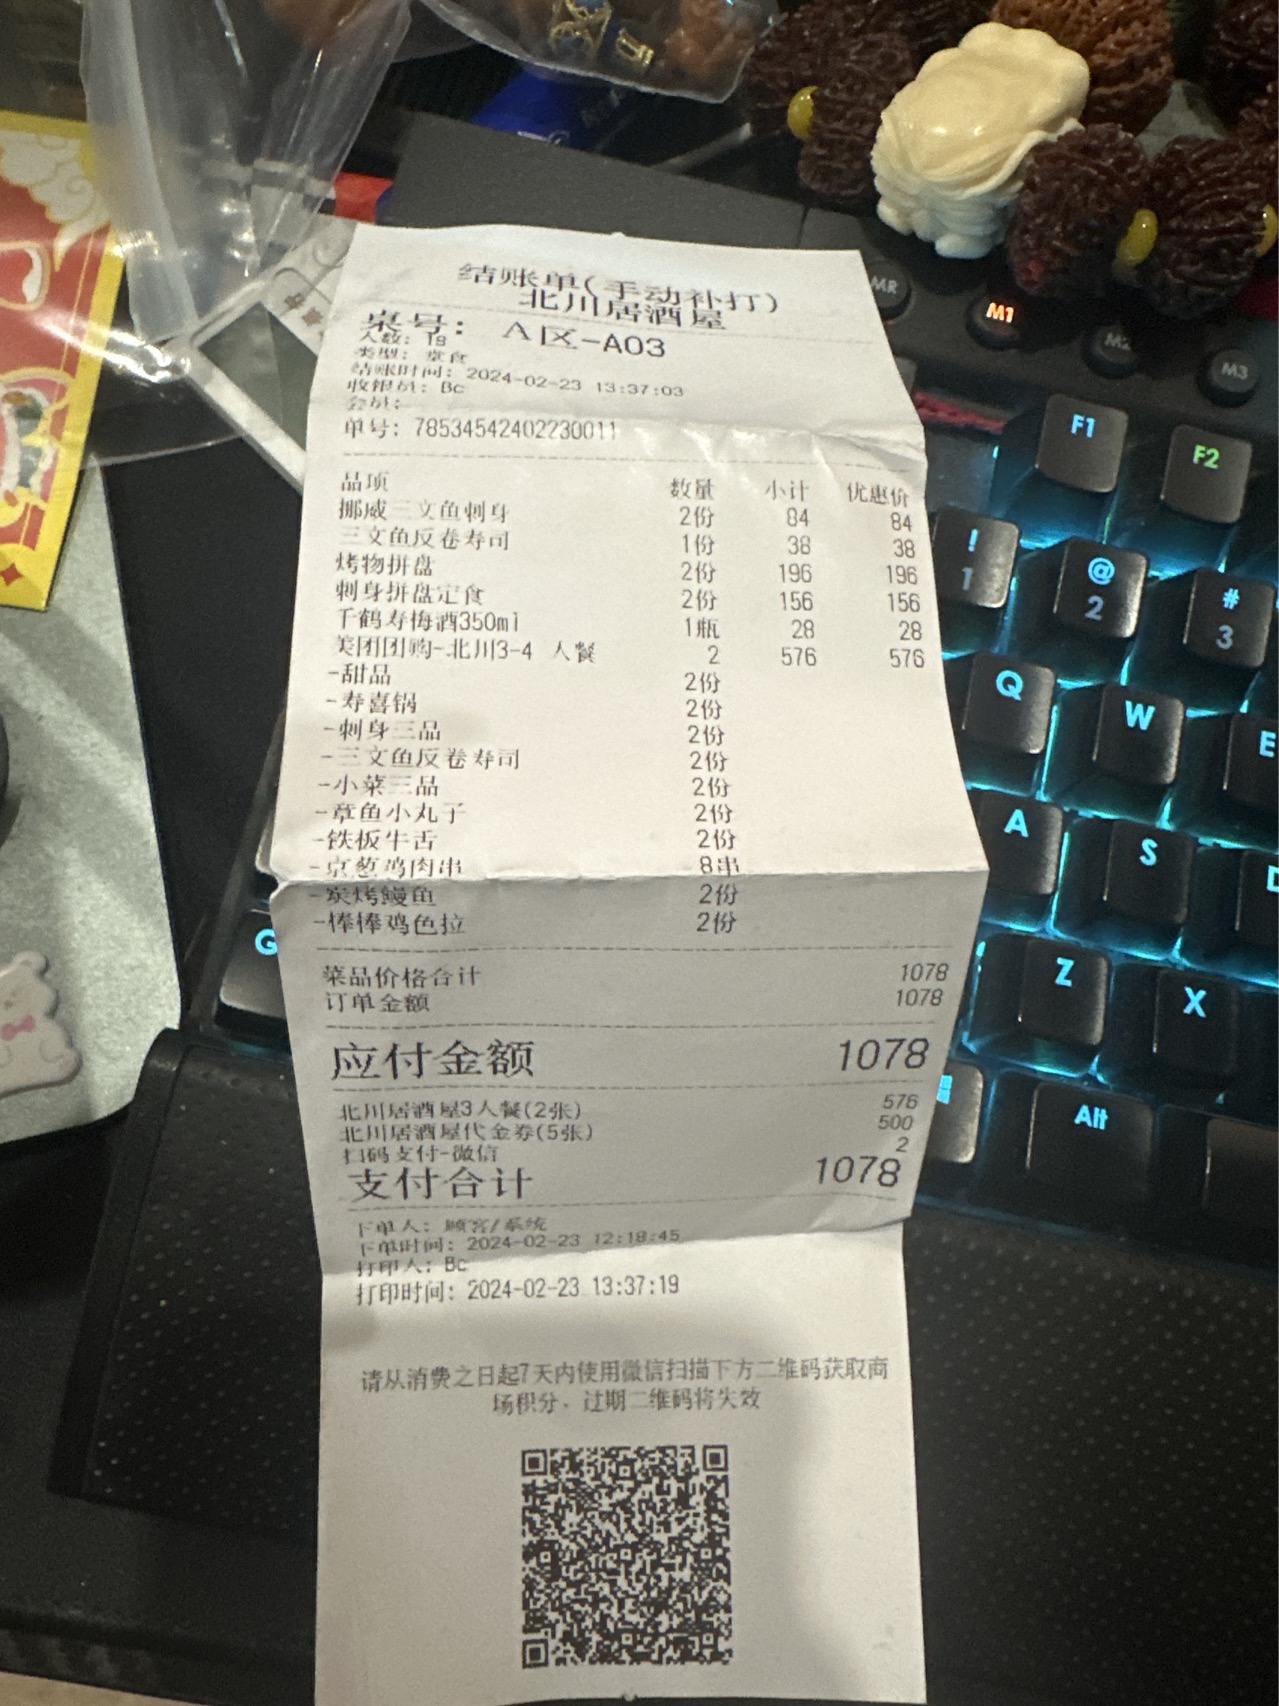 结账单(手动补打)
北川居酒屋
桌号: A区-A03
人数: 18
类型: 堂食
结账时间: 2024-02-23 13:37:03
收银员: Bc
会员:
单号: 78534542402230011
品项 数量 小计 优惠价
挪威三文鱼刺身 2份 84 84
三文鱼反卷寿司 1份 38 38
烤物拼盘 2份 196 196
刺身拼盘定食 2份 156 156
千鹤寿梅酒350ml 1瓶 28 28
美团团购-北川3-4 人餐 2 576 576
-甜品 2份
-寿喜锅 2份
-刺身三品 2份
-三文鱼反卷寿司 2份
-小菜三品 2份
-章鱼小丸子 2份
-铁板牛舌 2份
-京葱鸡肉串 8串
-炭烤鳗鱼 2份
-棒棒鸡色拉 2份
菜品价格合计 1078
订单金额 1078
应付金额 1078
北川居酒屋3人餐(2张) 576
北川居酒屋代金券(5张) 500
扫码支付-微信 2
支付合计 1078
下单人: 顾客/系统
下单时间: 2024-02-23 12:18:45
打印人: Bc
打印时间: 2024-02-23 13:37:19
请从消费之日起7天内使用微信扫描下方二维码获取商
场积分，过期二维码将失效
MR
M1
M2
M3
F1
F2
! 1
@ 2
# 3
Q
W
E
A
S
D
G
Z
X
Alt